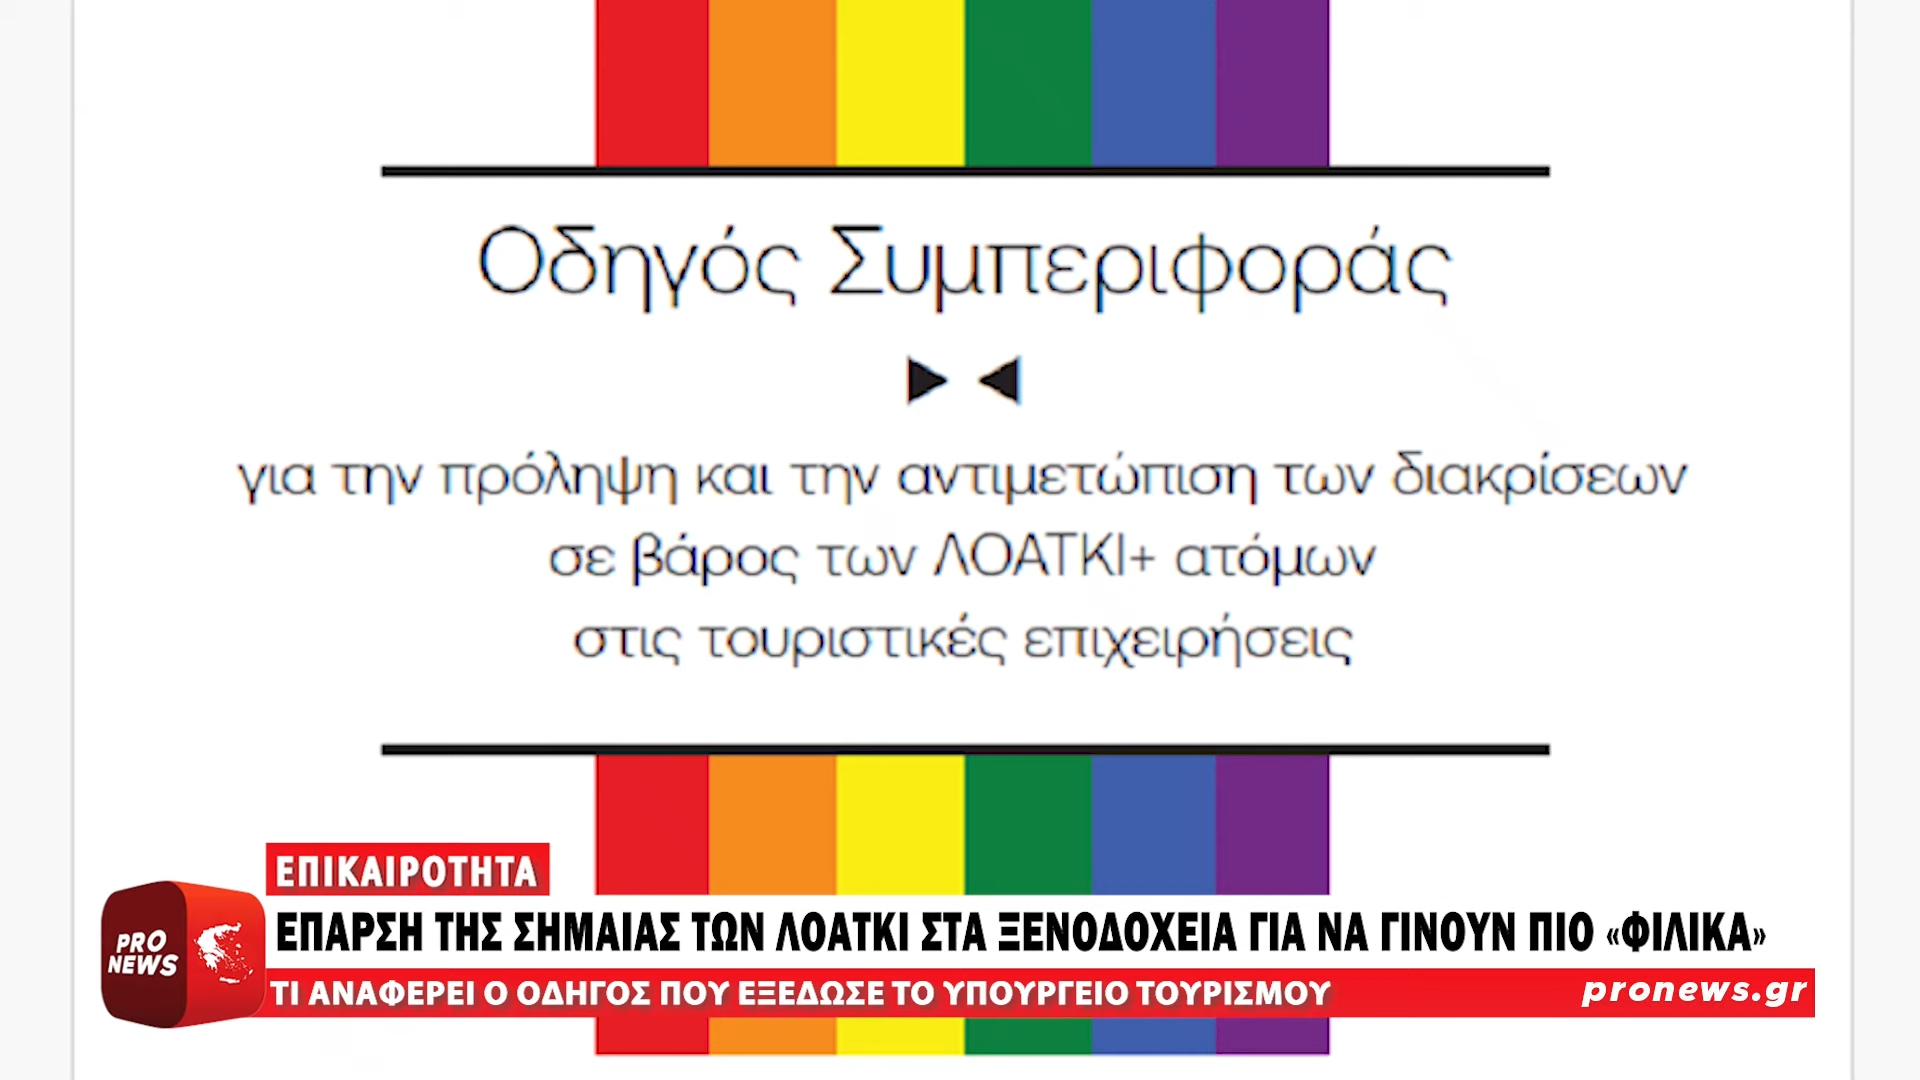 Οδηγός Συμπεριφοράς
για την πρόληψη και την αντιμετώπιση των διακρίσεων
σε βάρος των ΛΟΑΤΚΙ+ ατόμων
στις τουριστικές επιχειρήσεις
ΕΠΙΚΑΙΡΟΤΗΤΑ
PRO
NEWS
ΕΠΑΡΣΗ ΤΗΣ ΣΗΜΑΙΑΣ ΤΩΝ ΛΟΑΤΚΙ ΣΤΑ ΞΕΝΟΔΟΧΕΙΑ ΓΙΑ ΝΑ ΓΙΝΟΥΝ ΠΙΟ «ΦΙΛΙΚΑ»
ΤΙ ΑΝΑΦΕΡΕΙ Ο ΟΔΗΓΟΣ ΠΟΥ ΕΞΕΔΩΣΕ ΤΟ ΥΠΟΥΡΓΕΙΟ ΤΟΥΡΙΣΜΟΥ
pronews.gr